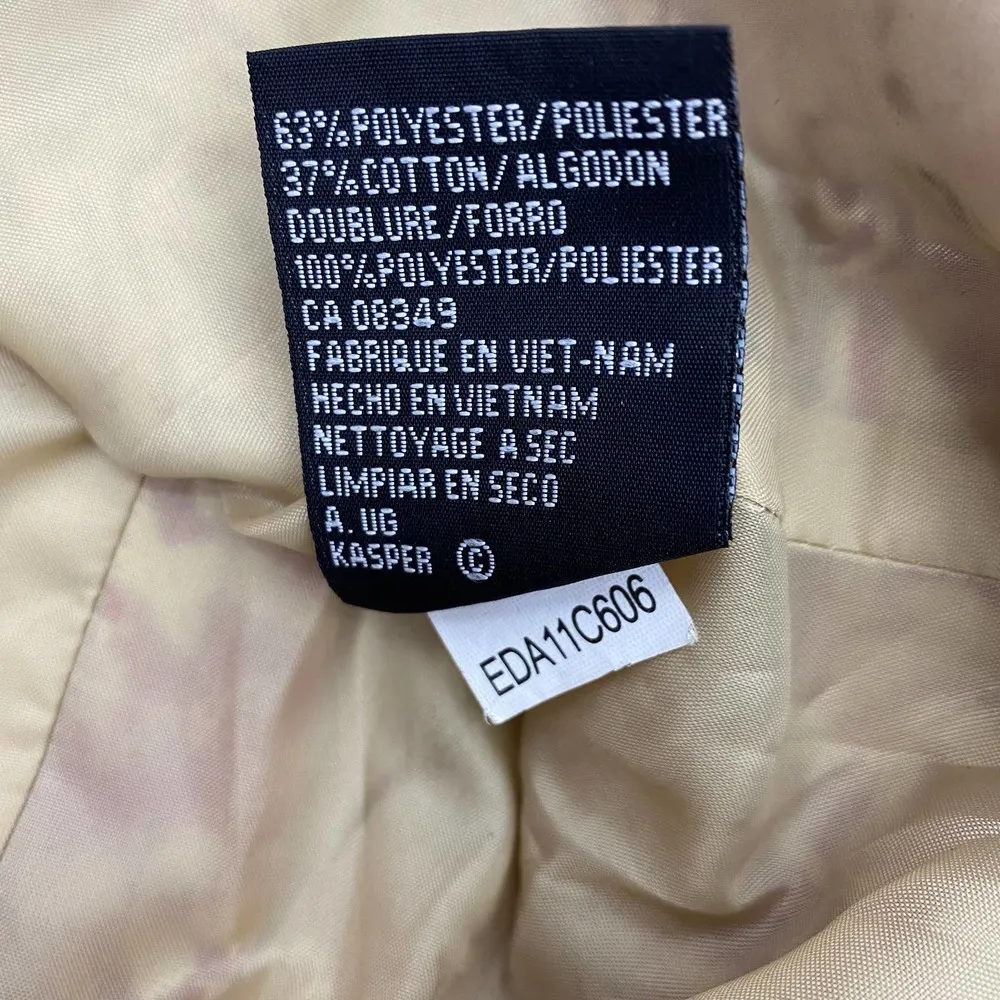 63% POLYESTER/POLIESTER
37% COTTON/ALGODON
DOUBLURE/FORRO
100% POLYESTER/POLIESTER
CA 08349
FABRIQUE EN VIET-NAM
HECHO EN VIETNAM
NETTOYAGE A SEC
LIMPIAR EN SECO
A. UG
KASPER ©
EDA11C606